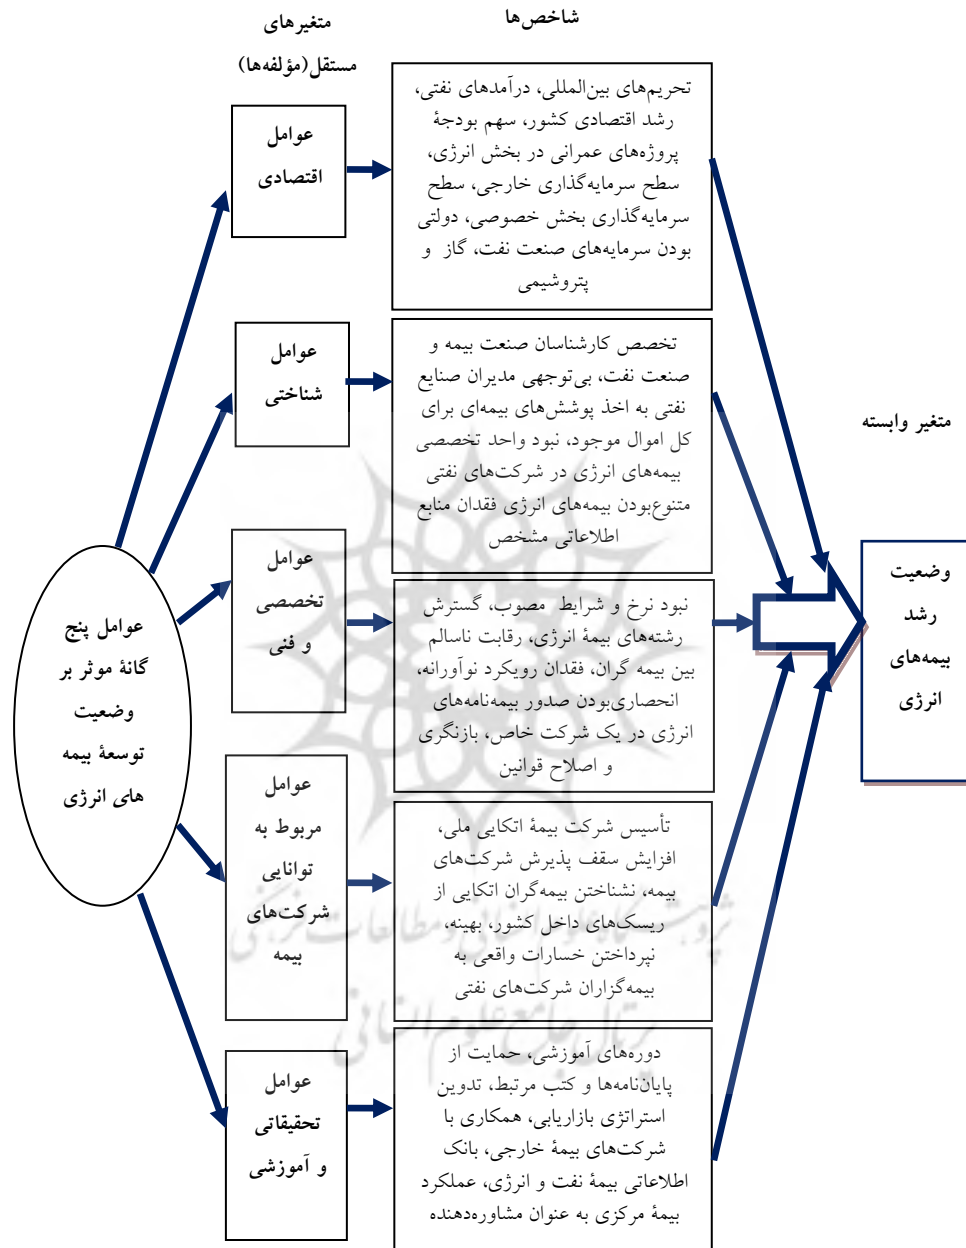 شاخص‌ها
متغیرهای
مستقل(مؤلفه‌ها)
عوامل
اقتصادی
تحریم‌های بین‌المللی، درآمدهای نفتی،
رشد اقتصادی کشور، سهم بودجهٔ
پروژه‌های عمرانی در بخش انرژی،
سطح سرمایه‌گذاری خارجی، سطح
سرمایه‌گذاری بخش خصوصی، دولتی
بودن سرمایه‌های صنعت نفت، گاز و
پتروشیمی
عوامل
شناختی
تخصص کارشناسان صنعت بیمه و
صنعت نفت، بی‌توجهی مدیران صنایع
نفتی به اخذ پوشش‌های بیمه‌ای برای
کل اموال موجود، نبود واحد تخصصی
بیمه‌های انرژی در شرکت‌های نفتی
متنوع‌بودن بیمه‌های انرژی فقدان منابع
اطلاعاتی مشخص
عوامل
تخصصی
و فنی
نبود نرخ و شرایط مصوب، گسترش
رشته‌های بیمهٔ انرژی، رقابت ناسالم
بین بیمه گران، فقدان رویکرد نوآورانه،
انحصاری‌بودن صدور بیمه‌نامه‌های
انرژی در یک شرکت خاص، بازنگری
و اصلاح قوانین
عوامل
مربوط به
توانایی
شرکت‌های
بیمه
تأسیس شرکت بیمهٔ اتکایی ملی،
افزایش سقف پذیرش شرکت‌های
بیمه، نشناختن بیمه‌گران اتکایی از
ریسک‌های داخل کشور، بهینه،
نپرداختن خسارات واقعی به
بیمه‌گزاران شرکت‌های نفتی
عوامل
تحقیقاتی
و آموزشی
دوره‌های آموزشی، حمایت از
پایان‌نامه‌ها و کتب مرتبط، تدوین
استراتژی بازاریابی، همکاری با
شرکت‌های بیمهٔ خارجی، بانک
اطلاعاتی بیمهٔ نفت و انرژی، عملکرد
بیمهٔ مرکزی به عنوان مشاوره‌دهنده
عوامل پنج
گانهٔ موثر بر
وضعیت
توسعهٔ بیمه
های انرژی
متغیر وابسته
وضعیت
رشد
بیمه‌های
انرژی
پژوهشگاه علوم انسانی و مطالعات فرهنگی
پرتال جامع علوم انسانی